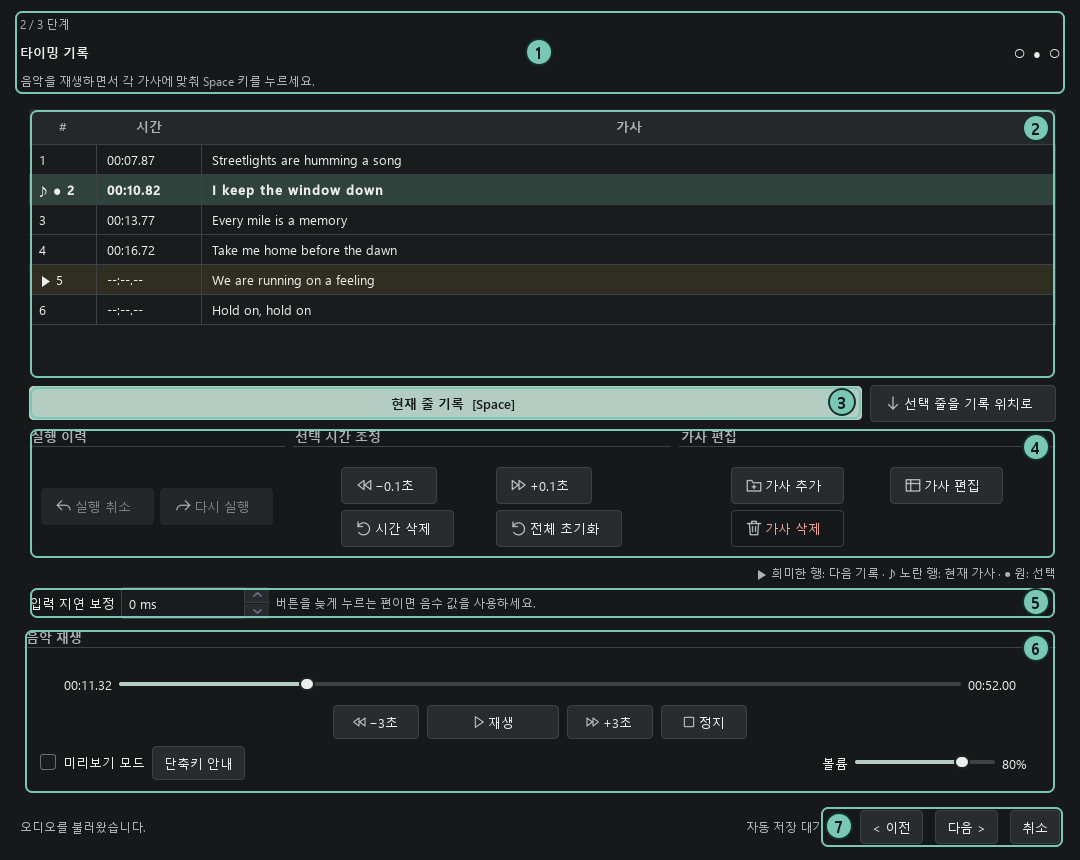 2 / 3 단계
타이밍 기록
음악을 재생하면서 각 가사에 맞춰 Space 키를 누르세요.
1
# 시간 가사 2
1 00:07.87 Streetlights are humming a song
♪ ● 2 00:10.82 I keep the window down
3 00:13.77 Every mile is a memory
4 00:16.72 Take me home before the dawn
▶ 5 --:--.-- We are running on a feeling
6 --:--.-- Hold on, hold on
현재 줄 기록 [Space] 3 ↓ 선택 줄을 기록 위치로
실행 이력 선택 시간 조정 가사 편집 4
실행 취소 다시 실행
−0.1초 +0.1초
시간 삭제 전체 초기화
가사 추가 가사 편집
가사 삭제
▶ 희미한 행: 다음 기록 · ♪ 노란 행: 현재 가사 · ● 원: 선택
입력 지연 보정 0 ms 버튼을 늦게 누르는 편이면 음수 값을 사용하세요. 5
음악 재생 6
00:11.32 00:52.00
−3초 재생 +3초 정지
미리보기 모드 단축키 안내 볼륨 80%
오디오를 불러왔습니다. 자동 저장 대기 7 < 이전 다음 > 취소